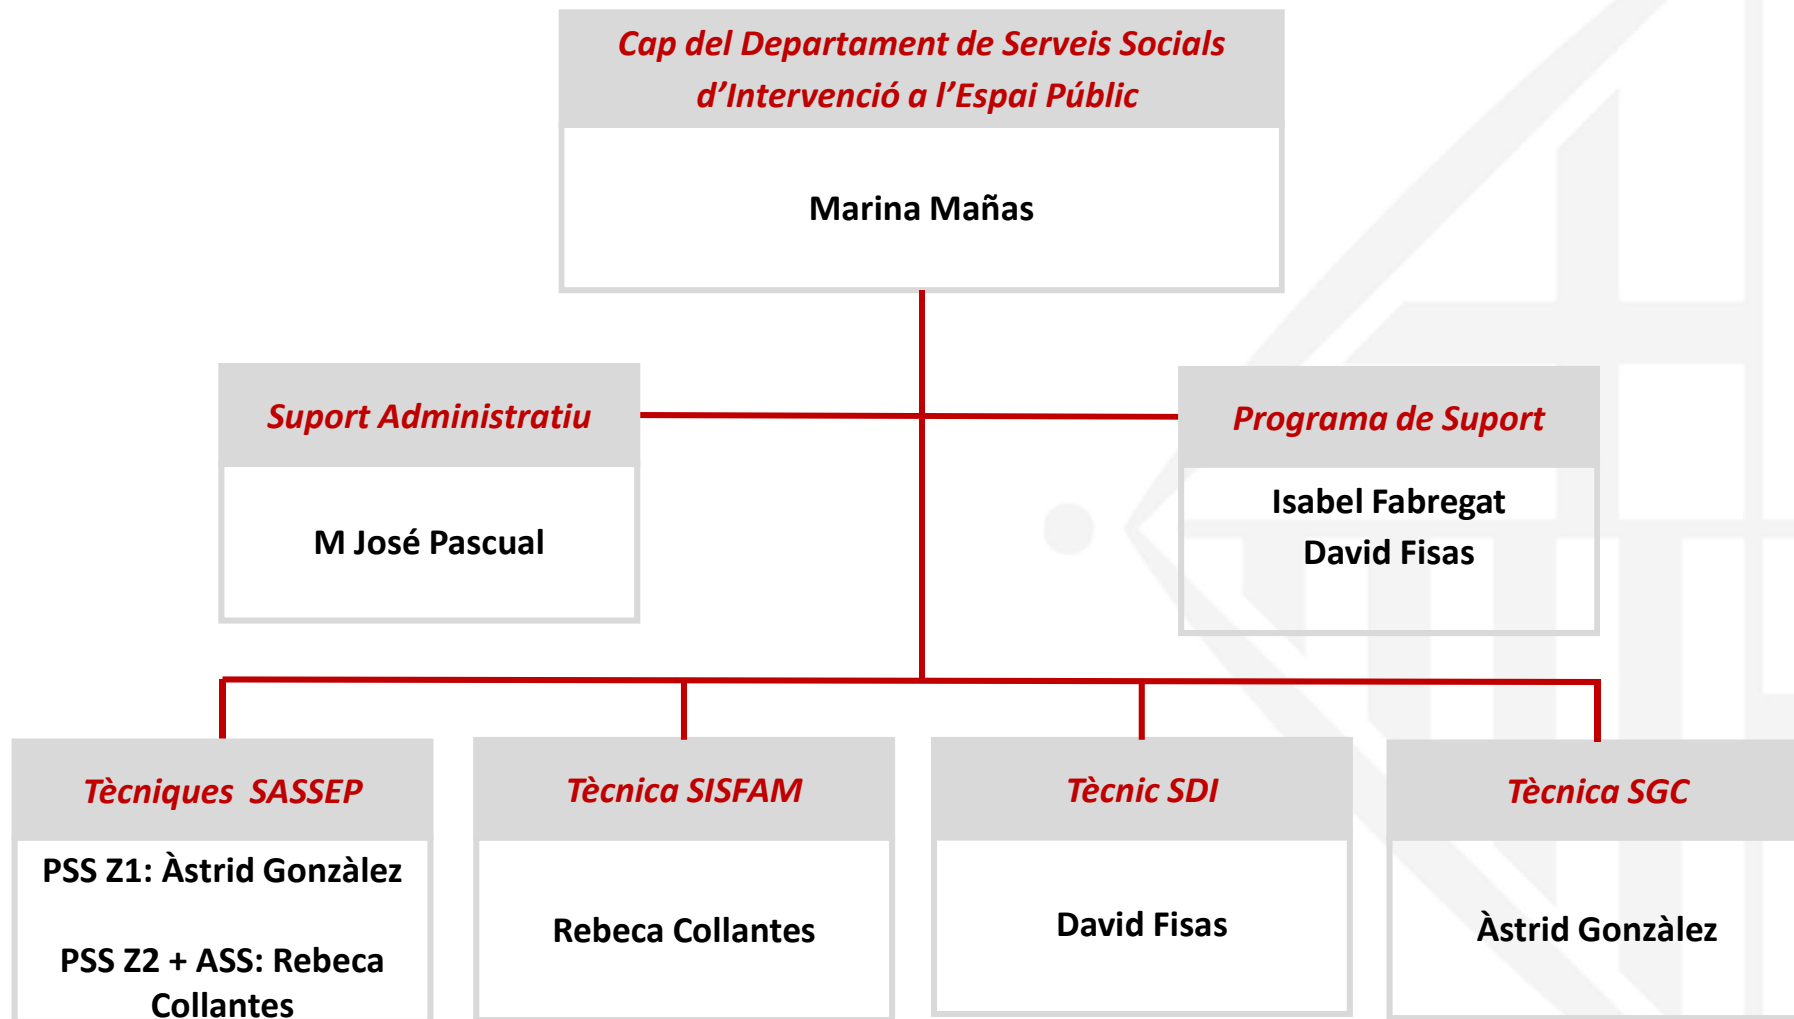 Cap del Departament de Serveis Socials
d’Intervenció a l’Espai Públic
Marina Mañas
Suport Administratiu
M José Pascual
Programa de Suport
Isabel Fabregat
David Fisas
Tècniques  SASSEP
PSS Z1: Àstrid Gonzàlez
PSS Z2 + ASS: Rebeca
Collantes
Tècnica SISFAM
Rebeca Collantes
Tècnic SDI
David Fisas
Tècnica SGC
Àstrid Gonzàlez